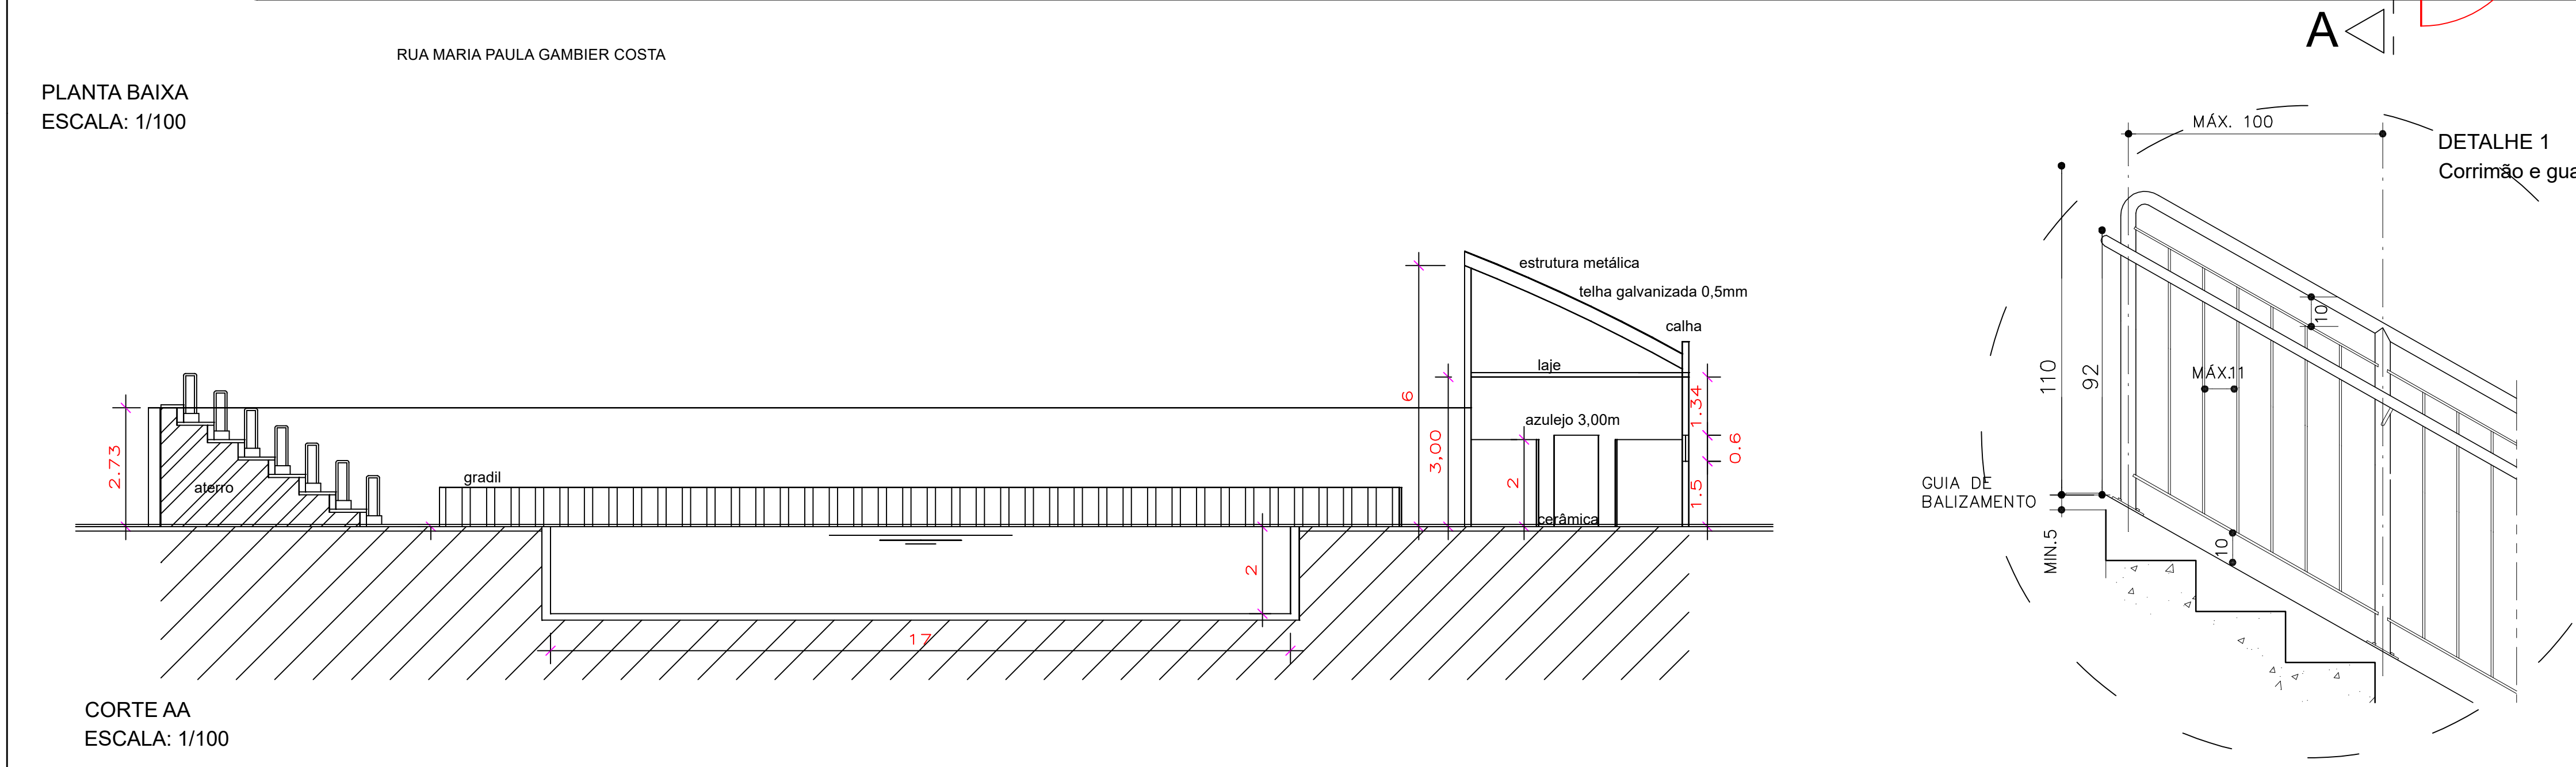 RUA MARIA PAULA GAMBIER COSTA
PLANTA BAIXA
ESCALA: 1/100
A
MÁX. 100
DETALHE 1
Corrimão e gua
estrutura metálica
telha galvanizada 0,5mm
calha
laje
6
3,00
azulejo 3,00m
1.34
0.6
1.5
2
cerâmica
2.73
aterro
gradil
2
17
10
110
92
MÁX.11
GUIA DE
BALIZAMENTO
MIN.5
10
CORTE AA
ESCALA: 1/100